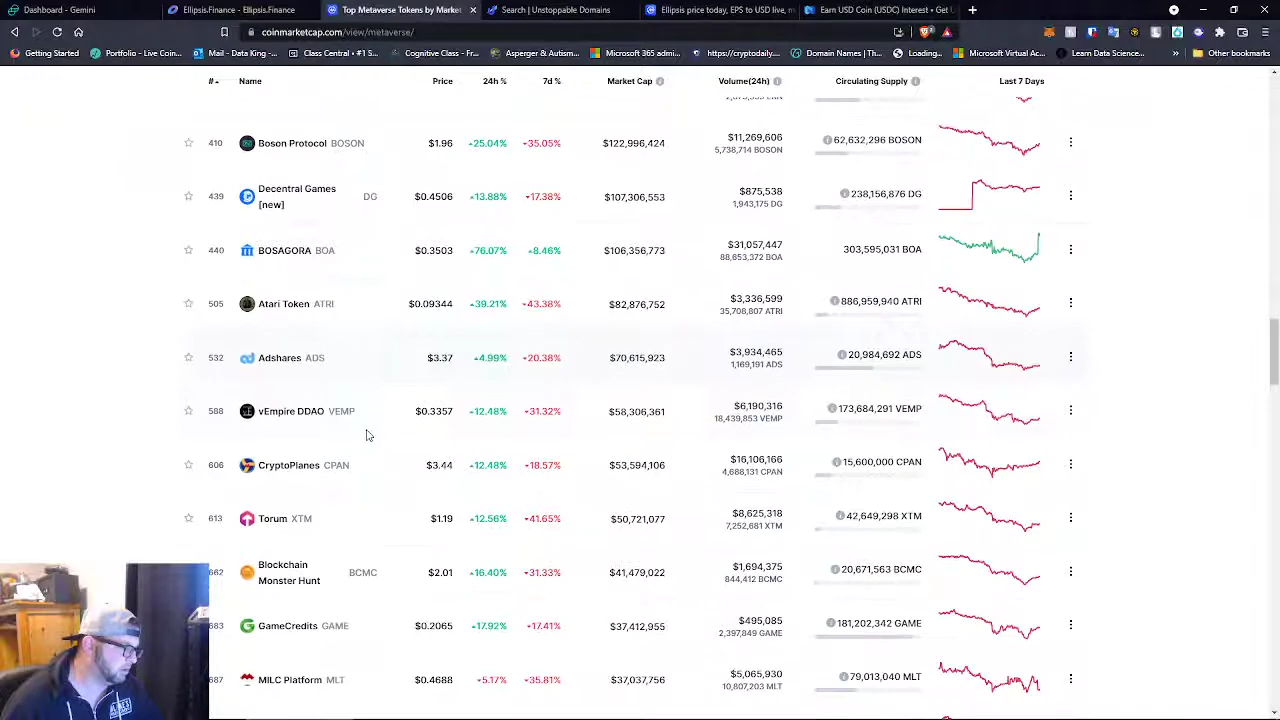 Dashboard - Gemini
Ellipsis.Finance - Ellipsis.Finance
Top Metaverse Tokens by Market
Search | Unstoppable Domains
Ellipsis price today, EPS to USD live, m
Earn USD Coin (USDC) Interest • Get U
coinmarketcap.com/view/metaverse/
Getting Started
Portfolio - Live Coin...
Mail - Data King -...
Class Central • #1...
Cognitive Class - Fr...
Asperger & Autism...
Microsoft 365 admi...
https://cryptodaily...
Domain Names | Th...
Loading...
Microsoft Virtual Ac...
Learn Data Science...
»
Other bookmarks
# Name Price 24h % 7d % Market Cap Volume(24h) Circulating Supply Last 7 Days
410 Boson Protocol BOSON $1.96 25.04% 35.05% $122,996,424 $11,269,606 62,632,296 BOSON
5,738,714 BOSON
439 Decentral Games [new] DG $0.4506 13.88% 17.38% $107,306,553 $875,538 238,156,876 DG
1,943,175 DG
440 BOSAGORA BOA $0.3503 76.07% 8.46% $106,356,773 $31,057,447 303,595,031 BOA
88,653,372 BOA
505 Atari Token ATRI $0.09344 39.21% 43.38% $82,876,752 $3,336,599 886,959,940 ATRI
35,708,807 ATRI
532 Adshares ADS $3.37 4.99% 20.38% $70,615,923 $3,934,465 20,984,692 ADS
1,169,191 ADS
588 vEmpire DDAO VEMP $0.3357 12.48% 31.32% $58,306,361 $6,190,316 173,684,291 VEMP
18,439,853 VEMP
606 CryptoPlanes CPAN $3.44 12.48% 18.57% $53,594,106 $16,106,166 15,600,000 CPAN
4,688,131 CPAN
613 Torum XTM $1.19 12.56% 41.65% $50,721,077 $8,625,318 42,649,298 XTM
7,252,681 XTM
662 Blockchain Monster Hunt BCMC $2.01 16.40% 31.33% $41,479,022 $1,694,375 20,671,563 BCMC
844,412 BCMC
683 GameCredits GAME $0.2065 17.92% 17.41% $37,412,955 $495,085 181,202,342 GAME
2,397,849 GAME
687 MILC Platform MLT $0.4688 5.17% 35.81% $37,037,756 $5,065,930 79,013,040 MLT
10,807,203 MLT